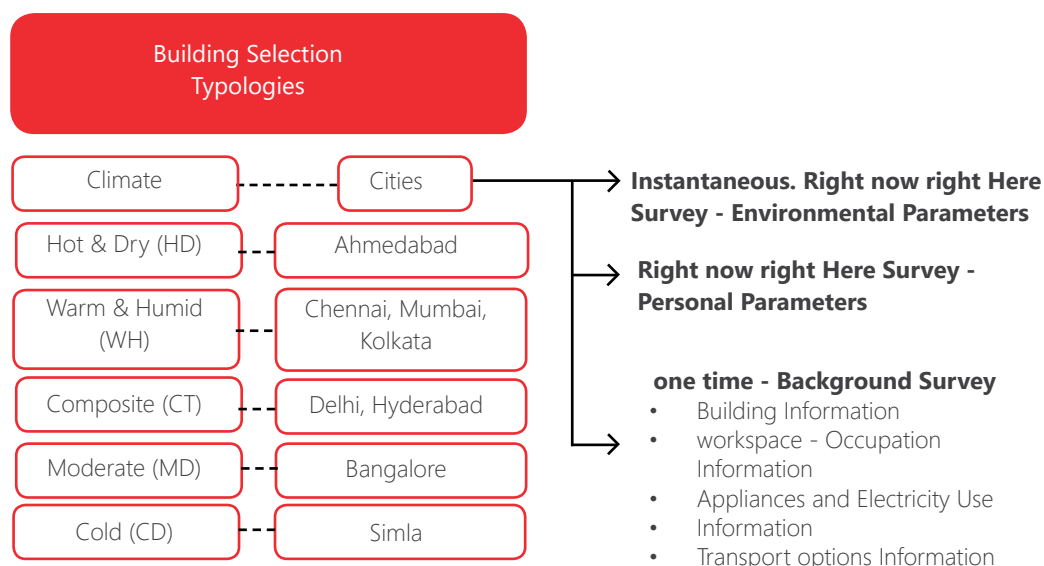 Building Selection
Typologies
Climate
Cities
Hot & Dry (HD)
Ahmedabad
Warm & Humid
(WH)
Chennai, Mumbai,
Kolkata
Composite (CT)
Delhi, Hyderabad
Moderate (MD)
Bangalore
Cold (CD)
Simla
Instantaneous. Right now right Here
Survey - Environmental Parameters
Right now right Here Survey -
Personal Parameters
one time - Background Survey
• Building Information
• workspace - Occupation
Information
• Appliances and Electricity Use
• Information
• Transport options Information